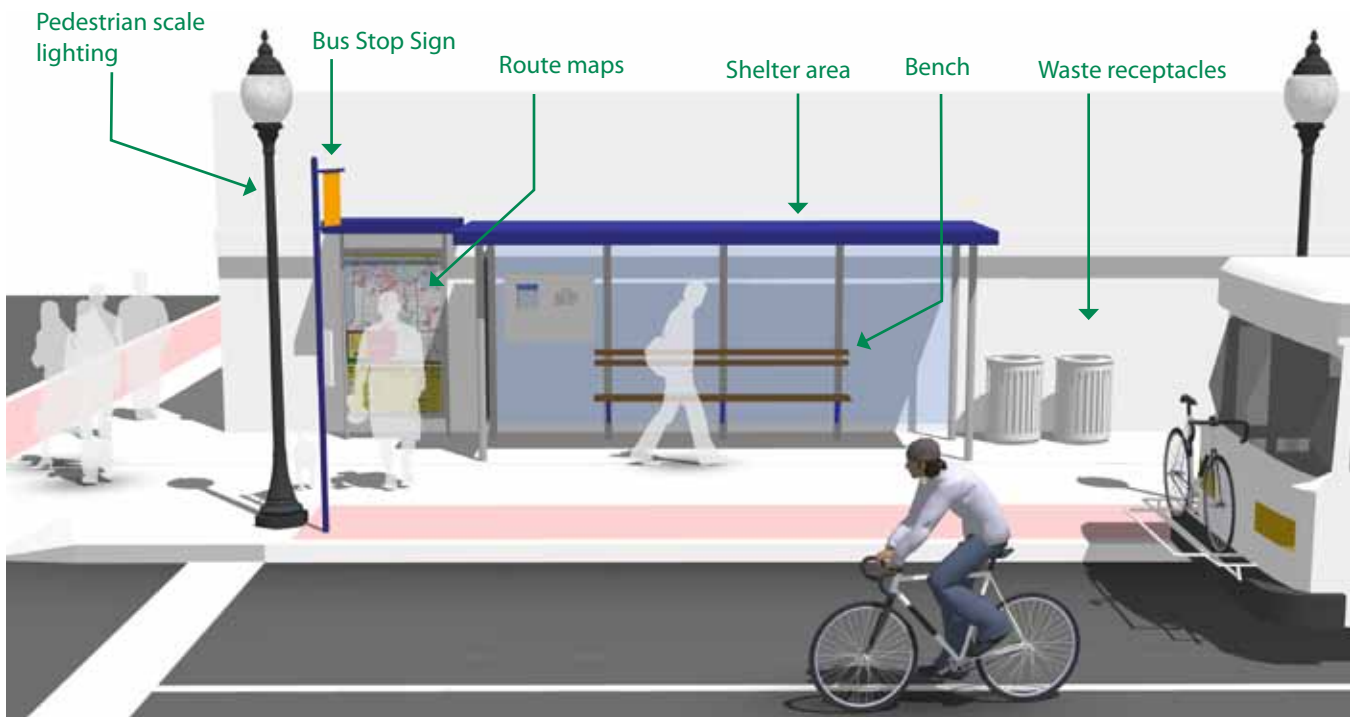 Pedestrian scale
lighting
Bus Stop Sign
Route maps
Shelter area
Bench
Waste receptacles